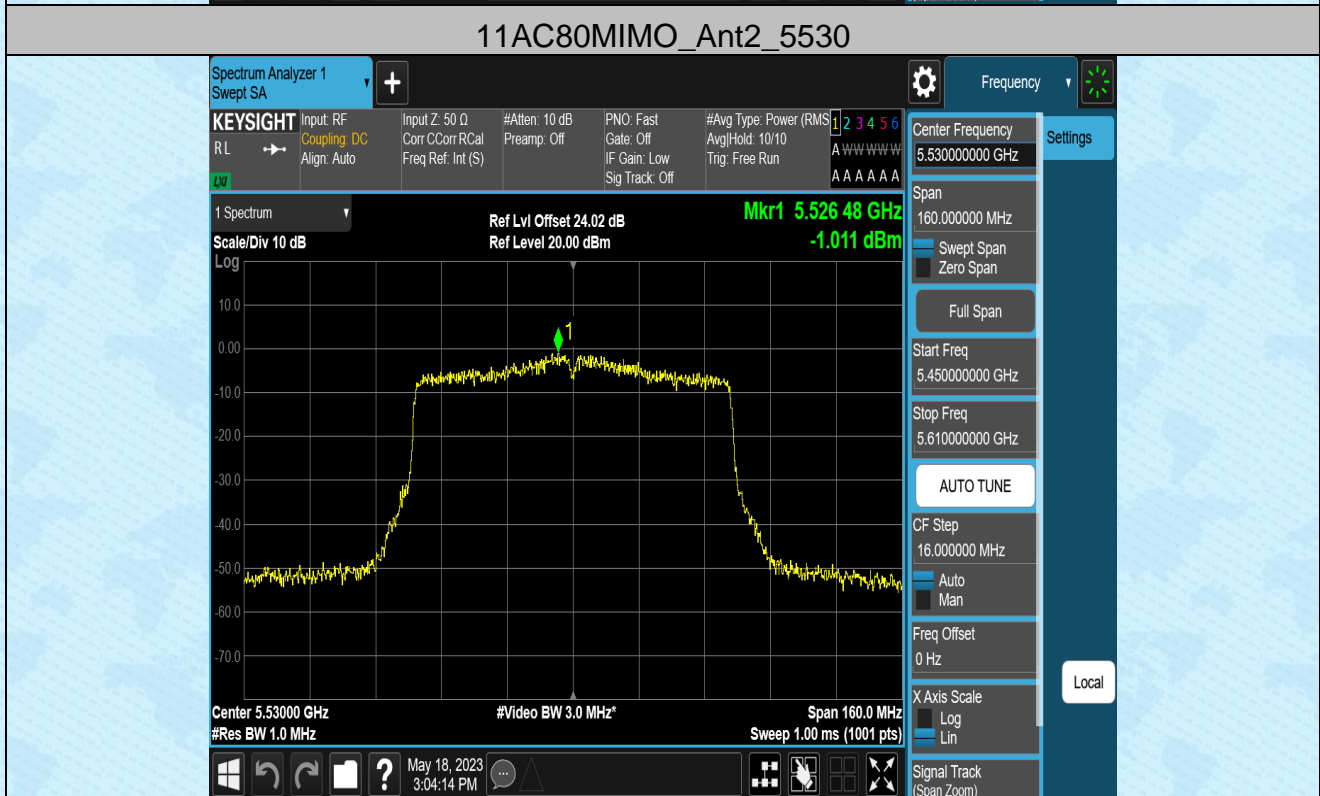 11AC80MIMO_Ant2_5530
Spectrum Analyzer 1
Swept SA
Frequency
KEYSIGHT
RL
LXI
Input: RF
Coupling: DC
Align: Auto
Input Z: 50 Ω
Corr CCorr RCal
Freq Ref: Int (S)
#Atten: 10 dB
Preamp: Off
PNO: Fast
Gate: Off
IF Gain: Low
Sig Track: Off
#Avg Type: Power (RMS
Avg|Hold: 10/10
Trig: Free Run
1 2 3 4 5 6
A W W W W W
A A A A A A
1 Spectrum
Scale/Div 10 dB
Log
Ref Lvl Offset 24.02 dB
Ref Level 20.00 dBm
Mkr1 5.526 48 GHz
-1.011 dBm
1
10.0
0.00
-10.0
-20.0
-30.0
-40.0
-50.0
-60.0
-70.0
Center 5.53000 GHz
#Res BW 1.0 MHz
#Video BW 3.0 MHz*
Span 160.0 MHz
Sweep 1.00 ms (1001 pts)
Center Frequency
5.530000000 GHz
Settings
Span
160.000000 MHz
Swept Span
Zero Span
Full Span
Start Freq
5.450000000 GHz
Stop Freq
5.610000000 GHz
AUTO TUNE
CF Step
16.000000 MHz
Auto
Man
Freq Offset
0 Hz
X Axis Scale
Log
Lin
Local
Signal Track
(Span Zoom)
?
May 18, 2023
3:04:14 PM